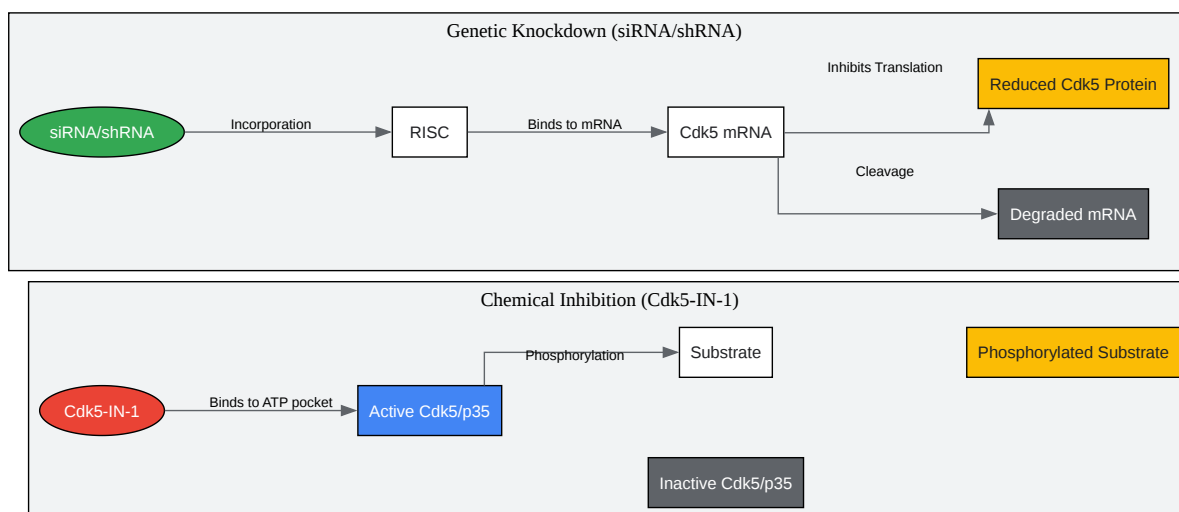 Genetic Knockdown (siRNA/shRNA)
Inhibits Translation
Reduced Cdk5 Protein
siRNA/shRNA
Incorporation
RISC
Binds to mRNA
Cdk5 mRNA
Cleavage
Degraded mRNA
Chemical Inhibition (Cdk5-IN-1)
Phosphorylation
Substrate
Phosphorylated Substrate
Cdk5-IN-1
Binds to ATP pocket
Active Cdk5/p35
Inactive Cdk5/p35